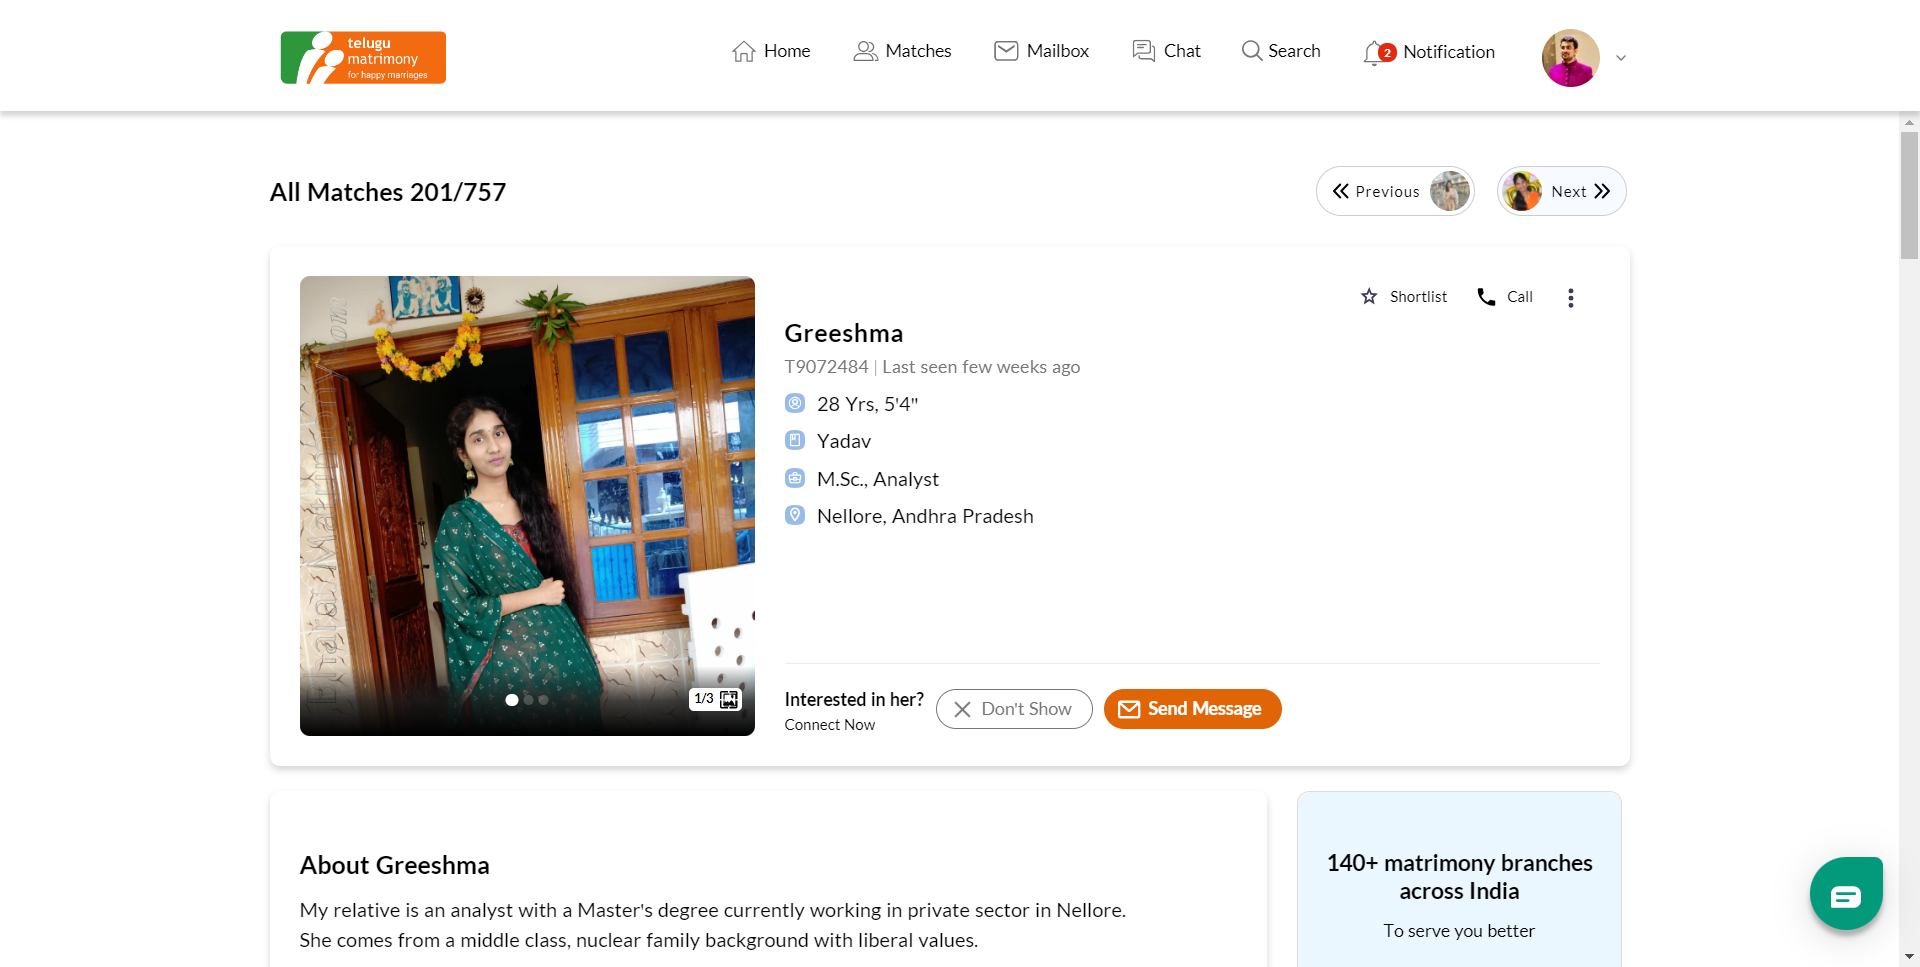 telugu
matrimony
for happy marriages
Home
Matches
Mailbox
Chat
Search
2
Notification
All Matches 201/757
Previous
Next
BharatMatrimony.com
Shortlist
Call
Greeshma
T9072484 | Last seen few weeks ago
28 Yrs, 5'4"
Yadav
M.Sc., Analyst
Nellore, Andhra Pradesh
1/3
Interested in her?
Connect Now
Don't Show
Send Message
About Greeshma
My relative is an analyst with a Master's degree currently working in private sector in Nellore.
She comes from a middle class, nuclear family background with liberal values.
140+ matrimony branches
across India
To serve you better